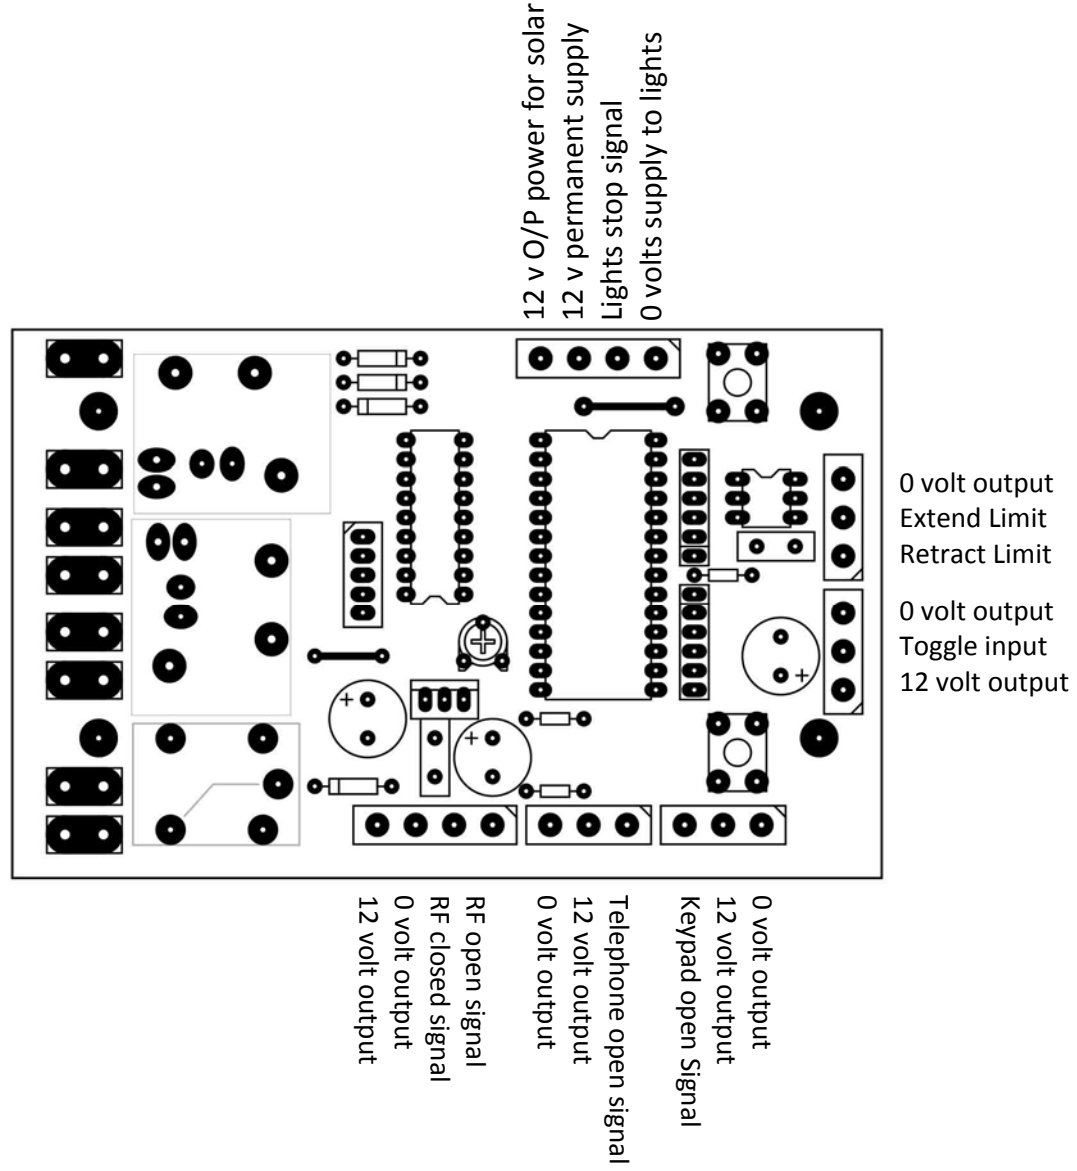 12 v O/P power for solar
12 v permanent supply
Lights stop signal
0 volts supply to lights
0 volt output
Extend Limit
Retract Limit
0 volt output
Toggle input
12 volt output
12 volt output
0 volt output
RF closed signal
RF open signal
0 volt output
12 volt output
Telephone open signal
Keypad open Signal
12 volt output
0 volt output
+
+
+